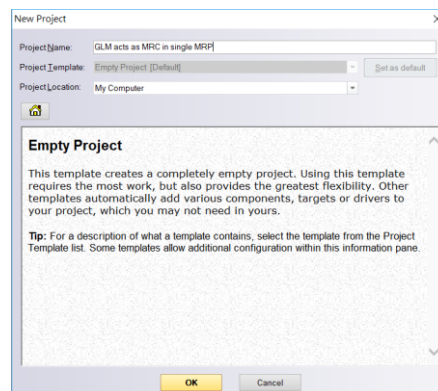 New Project
Project Name: GLM acts as MRC in single MRP
Project Template: Empty Project [Default] Set as default
Project Location: My Computer
Empty Project
This template creates a completely empty project. Using this template
requires the most work, but also provides the greatest flexibility. Other
templates automatically add various components, targets or drivers to
your project, which you may not need in yours.
Tip: For a description of what a template contains, select the template from the Project
Template list. Some templates allow additional configuration within this information pane.
OK Cancel